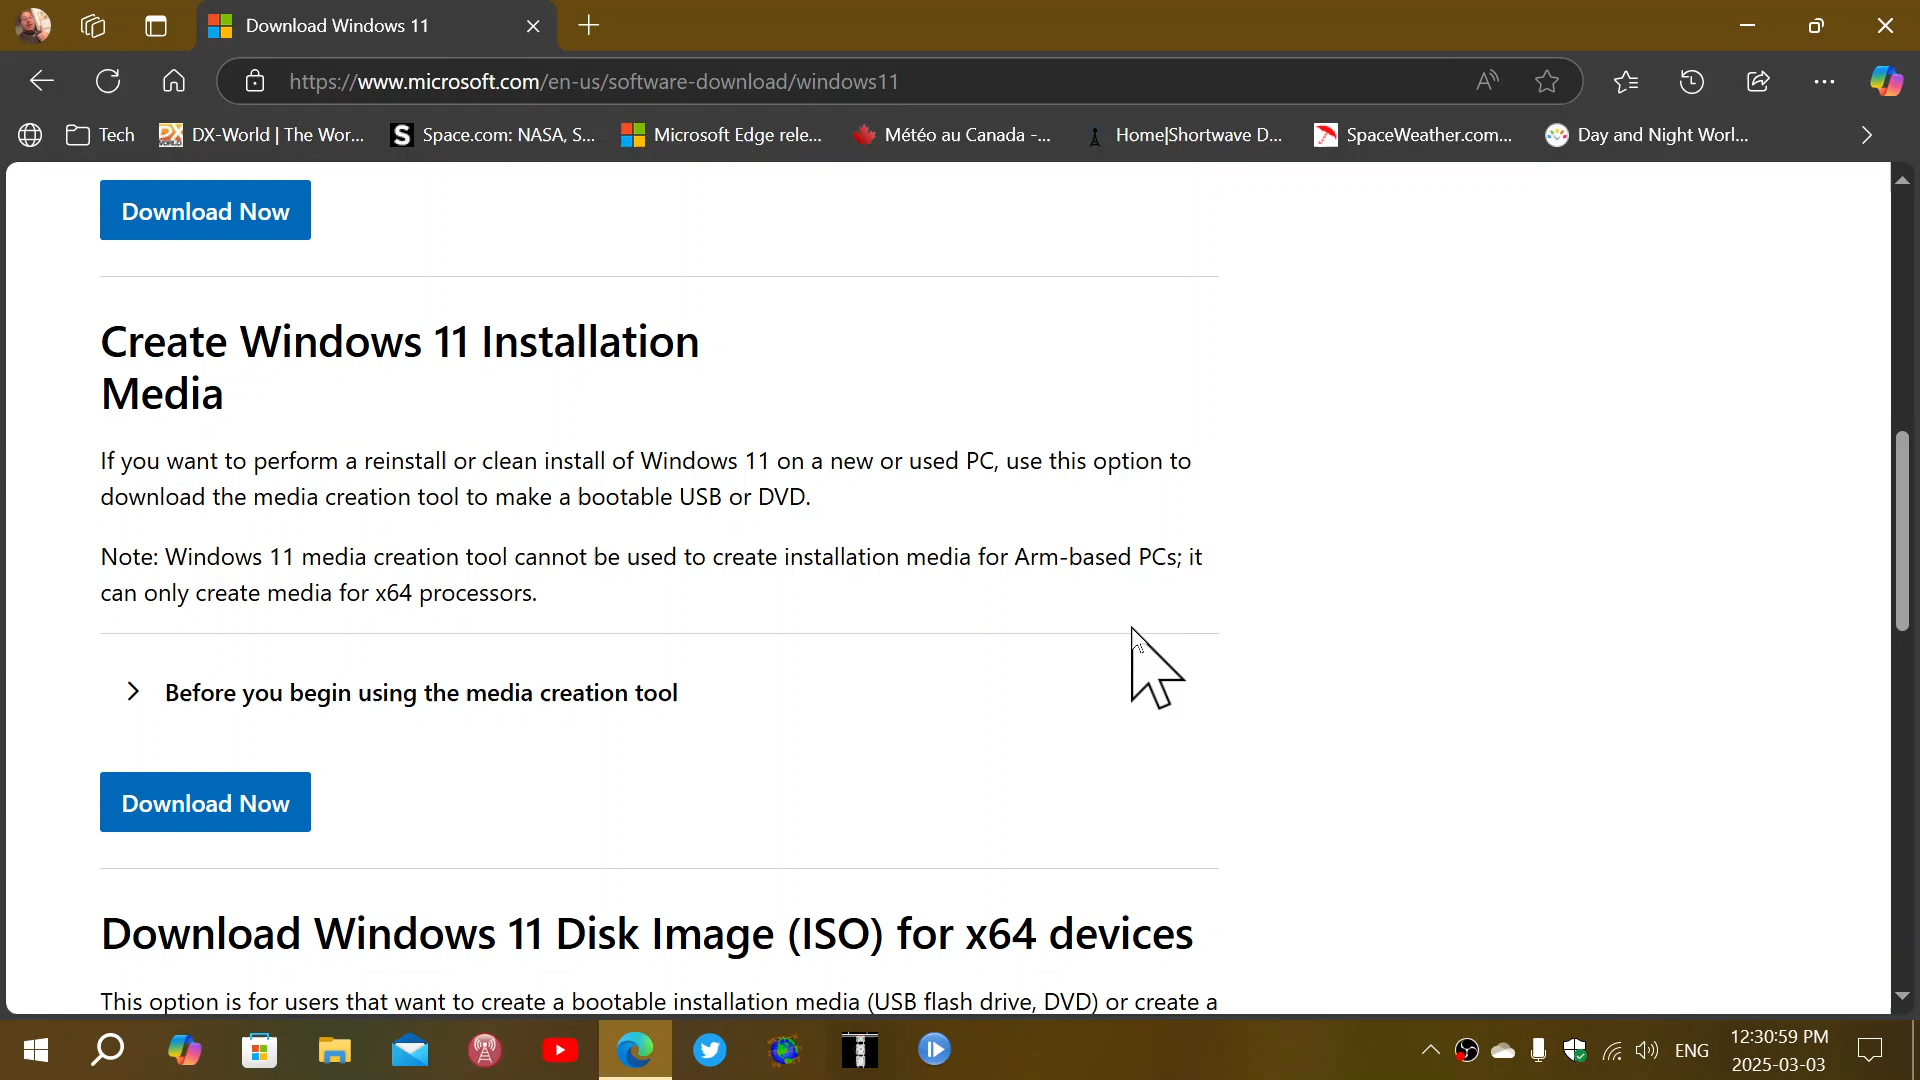 Download Windows 11
https://www.microsoft.com/en-us/software-download/windows11
Tech
DX-World | The Wor...
Space.com: NASA, S...
Microsoft Edge rele...
Météo au Canada -...
Home|Shortwave D...
SpaceWeather.com...
Day and Night Worl...
Download Now
Create Windows 11 Installation
Media
If you want to perform a reinstall or clean install of Windows 11 on a new or used PC, use this option to
download the media creation tool to make a bootable USB or DVD.
Note: Windows 11 media creation tool cannot be used to create installation media for Arm-based PCs; it
can only create media for x64 processors.
Before you begin using the media creation tool
Download Now
Download Windows 11 Disk Image (ISO) for x64 devices
This option is for users that want to create a bootable installation media (USB flash drive, DVD) or create a
ENG
12:30:59 PM
2025-03-03